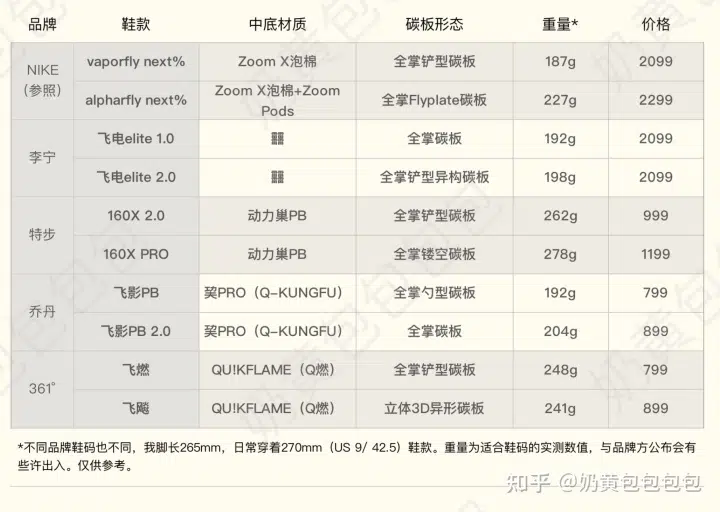 品牌 鞋款 中底材质 碳板形态 重量* 价格
NIKE（参照） vaporfly next% Zoom X泡棉 全掌铲型碳板 187g 2099
alpharfly next% Zoom X泡棉+Zoom Pods 全掌Flyplate碳板 227g 2299
李宁 飞电elite 1.0 䨻 全掌碳板 192g 2099
飞电elite 2.0 䨻 全掌铲型异构碳板 198g 2099
特步 160X 2.0 动力巢PB 全掌铲型碳板 262g 999
160X PRO 动力巢PB 全掌镂空碳板 278g 1199
乔丹 飞影PB 巭PRO（Q-KUNGFU） 全掌勺型碳板 192g 799
飞影PB 2.0 巭PRO（Q-KUNGFU） 全掌碳板 204g 899
361° 飞燃 QU!KFLAME（Q燃） 全掌铲型碳板 248g 799
飞飚 QU!KFLAME（Q燃） 立体3D异形碳板 241g 899
*不同品牌鞋码也不同，我脚长265mm，日常穿着270mm（US 9/ 42.5）鞋款。重量为适合鞋码的实测数值，与品牌方公布会有
些许出入。仅供参考。
知乎 @奶黄包包包包